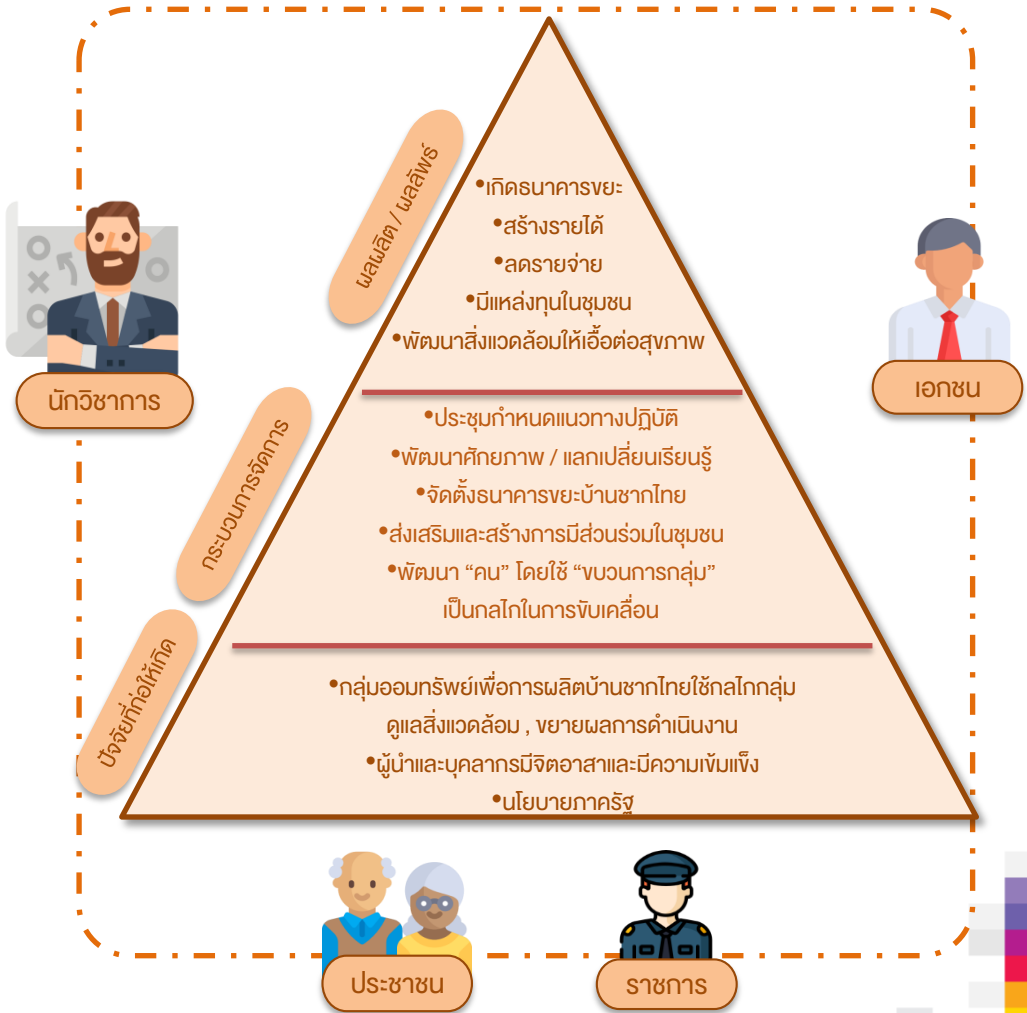 ผลผลิต / ผลลัพธ์
•เกิดธนาคารขยะ
•สร้างรายได้
•ลดรายจ่าย
•มีแหล่งทุนในชุมชน
•พัฒนาสิ่งแวดล้อมให้เอื้อต่อสุขภาพ
นักวิชาการ
เอกชน
กระบวนการจัดการ
•ประชุมกำหนดแนวทางปฏิบัติ
•พัฒนาศักยภาพ / แลกเปลี่ยนเรียนรู้
•จัดตั้งธนาคารขยะบ้านชากไทย
•ส่งเสริมและสร้างการมีส่วนร่วมในชุมชน
•พัฒนา “คน” โดยใช้ “ขบวนการกลุ่ม”
เป็นกลไกในการขับเคลื่อน
ปัจจัยที่ก่อให้เกิด
•กลุ่มออมทรัพย์เพื่อการผลิตบ้านชากไทยใช้กลไกกลุ่ม
ดูแลสิ่งแวดล้อม , ขยายผลการดำเนินงาน
•ผู้นำและบุคลากรมีจิตอาสาและมีความเข้มแข็ง
•นโยบายภาครัฐ
ประชาชน
ราชการ